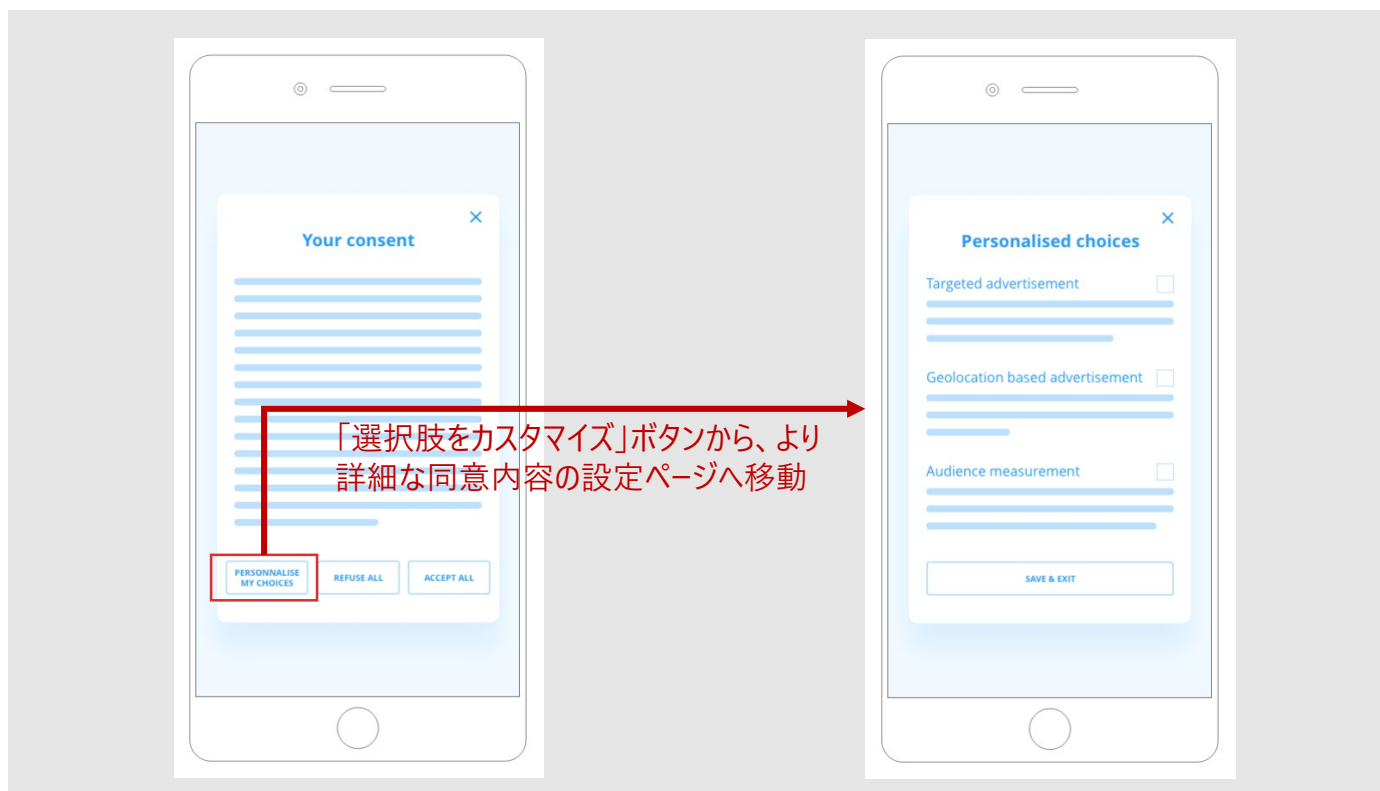 ×
Your consent
「選択肢をカスタマイズ」ボタンから、より
詳細な同意内容の設定ページへ移動
PERSONNALISE
MY CHOICES
REFUSE ALL
ACCEPT ALL
×
Personalised choices
Targeted advertisement
Geolocation based advertisement
Audience measurement
SAVE & EXIT